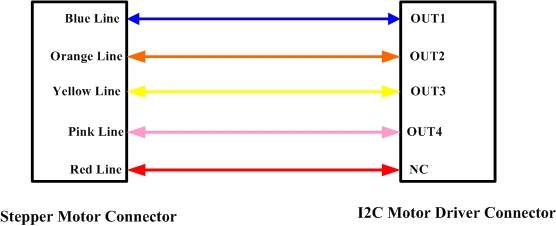 Blue Line OUT1
Orange Line OUT2
Yellow Line OUT3
Pink Line OUT4
Red Line NC
Stepper Motor Connector
I2C Motor Driver Connector